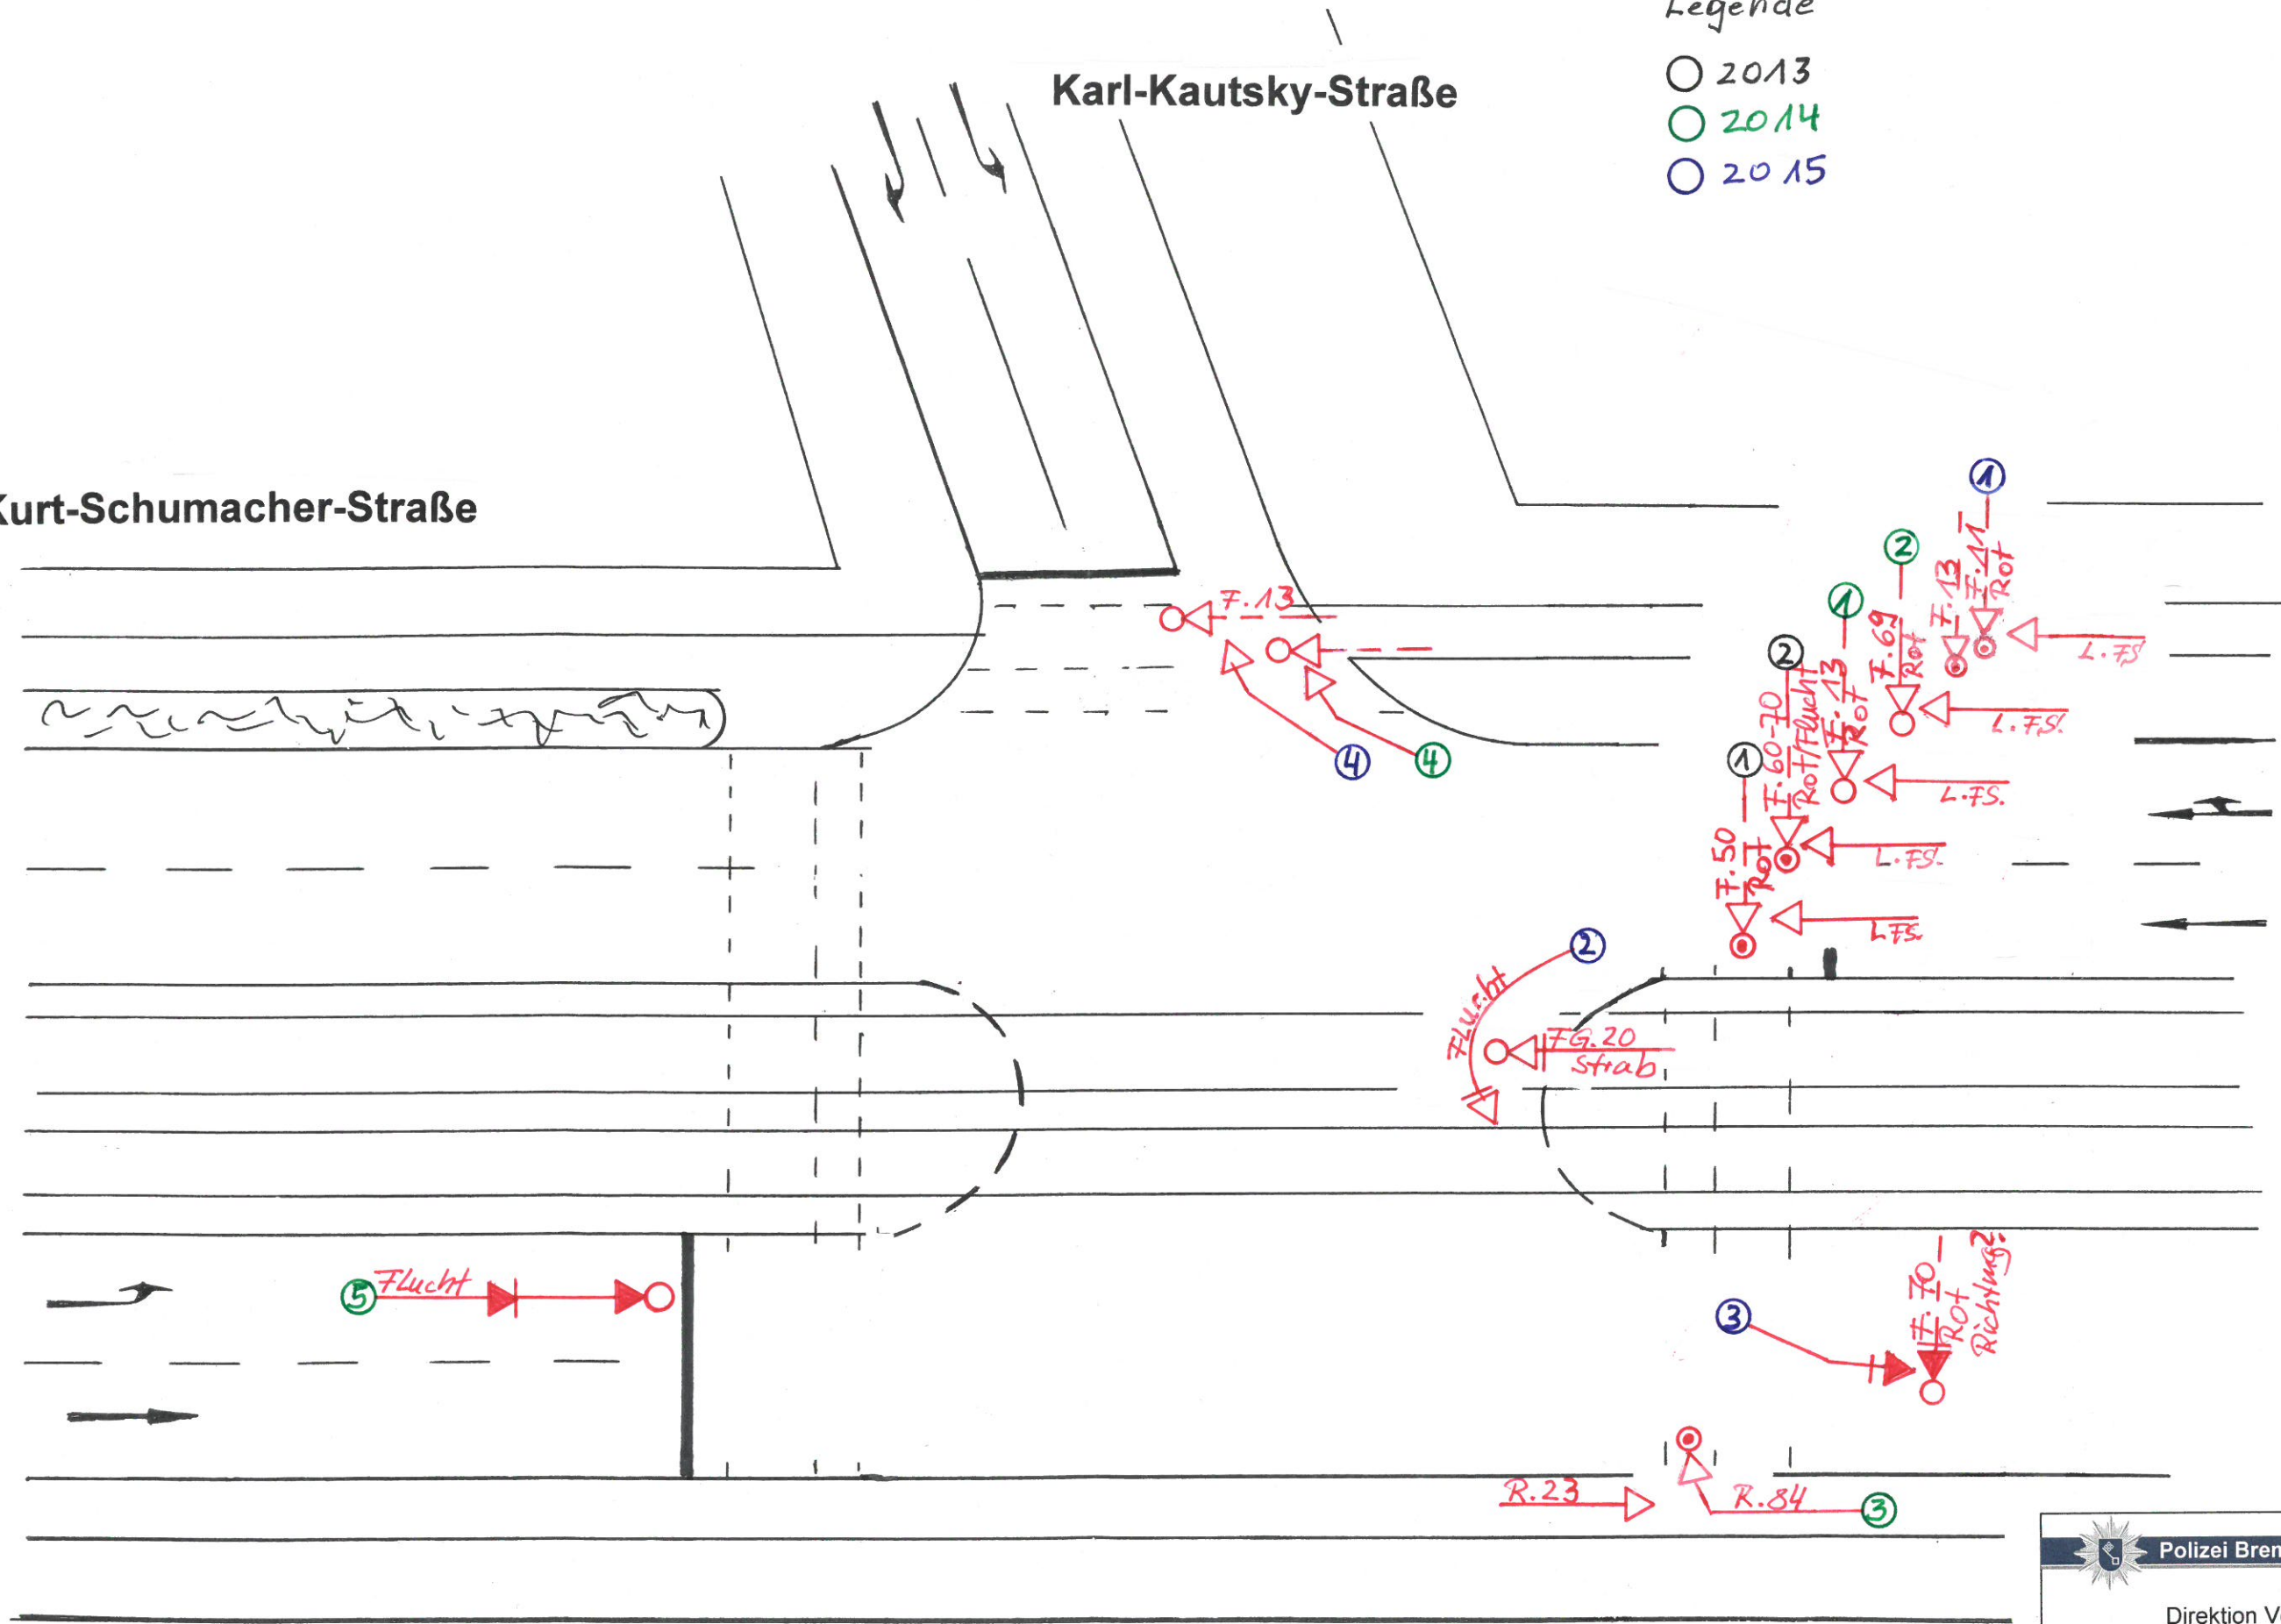 Legende
2013
2014
2015
Karl-Kautsky-Straße
Kurt-Schumacher-Straße
1
2
F.11
Rot
F.13
L.FS
1
F.69
Rot
L.FS.
2
F.13
Rot
L.FS.
F.60-70
Rot/Flucht
L.FS.
1
F.50
Rot
L.FS.
F.13
4
4
2
Flucht
FG.20
Strab
5
Flucht
3
F.70
Rot
Richtung?
R.23
R.84
3
Polizei Brem
Direktion V